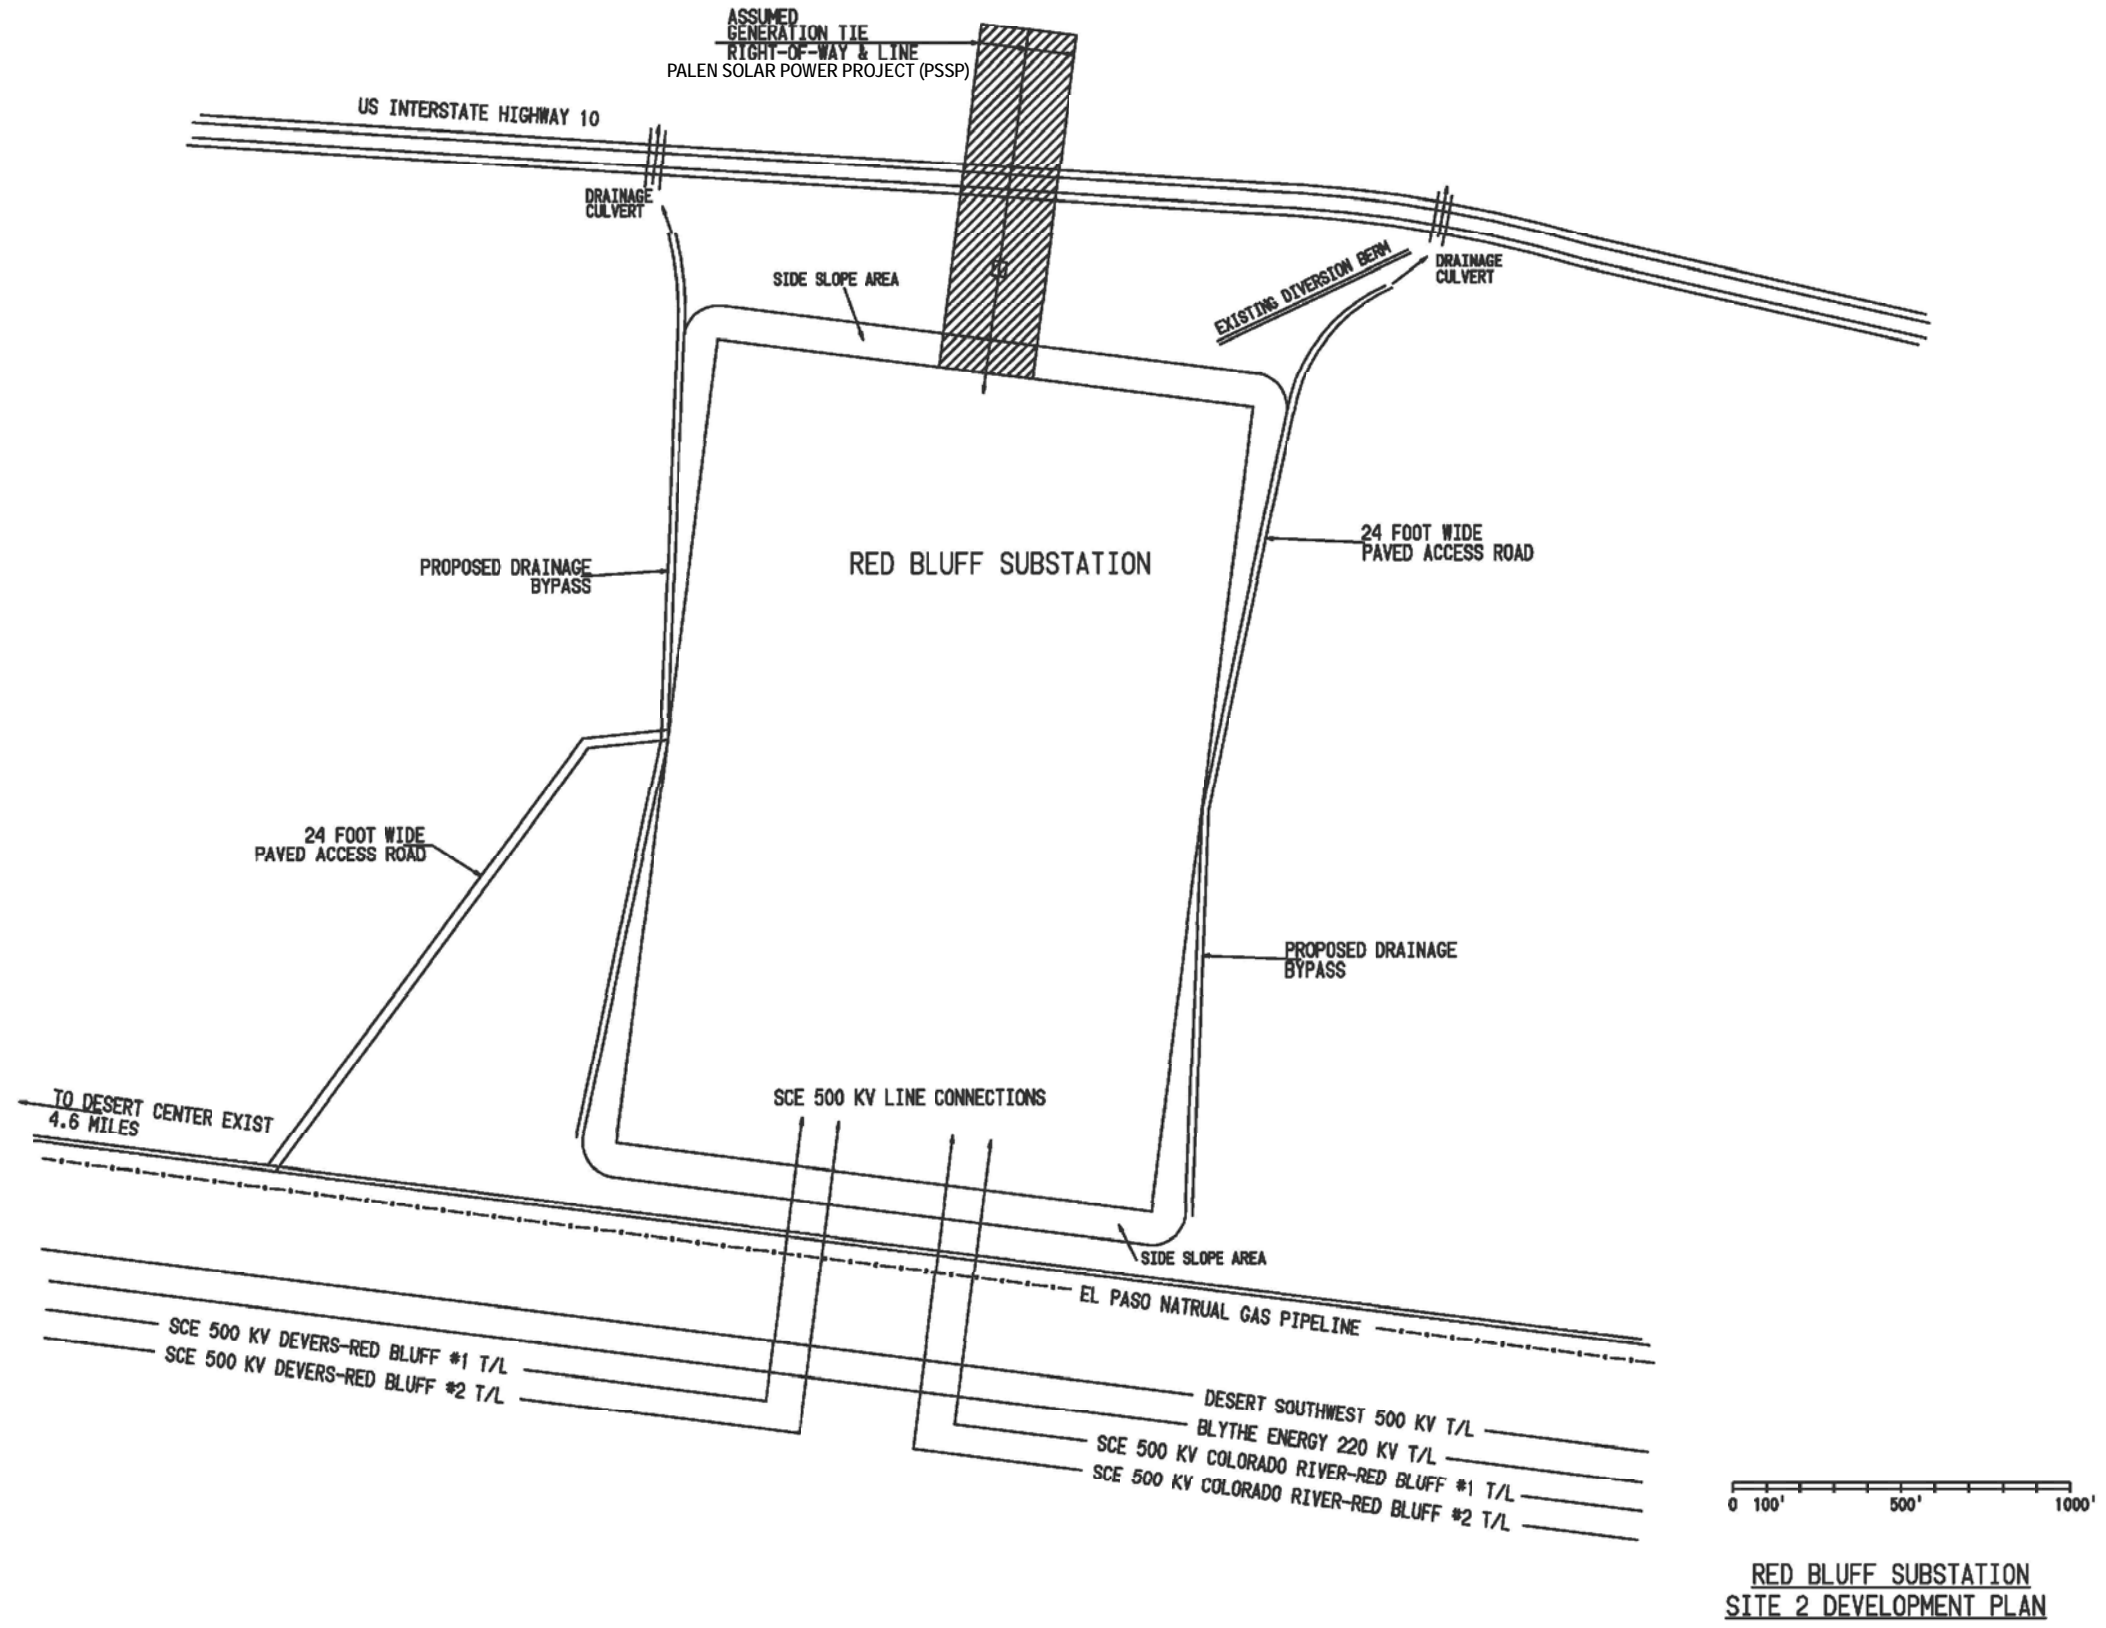 ASSUMED
GENERATION TIE
RIGHT-OF-WAY & LINE
PALEN SOLAR POWER PROJECT (PSSP)
US INTERSTATE HIGHWAY 10
DRAINAGE
CULVERT
SIDE SLOPE AREA
EXISTING DIVERSION BERM
DRAINAGE
CULVERT
RED BLUFF SUBSTATION
24 FOOT WIDE
PAVED ACCESS ROAD
PROPOSED DRAINAGE
BYPASS
24 FOOT WIDE
PAVED ACCESS ROAD
PROPOSED DRAINAGE
BYPASS
TO DESERT CENTER EXIST
4.6 MILES
SCE 500 KV LINE CONNECTIONS
SIDE SLOPE AREA
EL PASO NATRUAL GAS PIPELINE
SCE 500 KV DEVERS-RED BLUFF #1 T/L
SCE 500 KV DEVERS-RED BLUFF #2 T/L
DESERT SOUTHWEST 500 KV T/L
BLYTHE ENERGY 220 KV T/L
SCE 500 KV COLORADO RIVER-RED BLUFF #1 T/L
SCE 500 KV COLORADO RIVER-RED BLUFF #2 T/L
0 100' 500' 1000'
RED BLUFF SUBSTATION
SITE 2 DEVELOPMENT PLAN